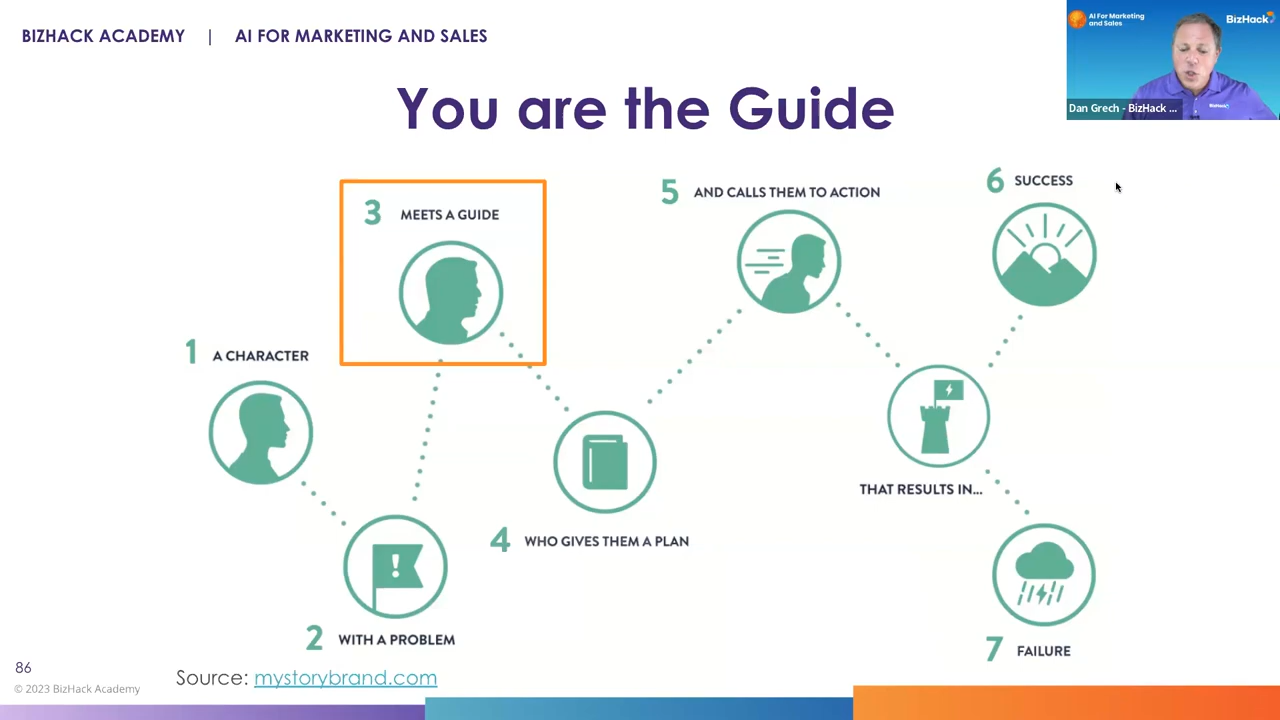 BIZHACK ACADEMY | AI FOR MARKETING AND SALES
AI For Marketing
and Sales
BizHack
Dan Grech - BizHack ...
You are the Guide
3 MEETS A GUIDE
5 AND CALLS THEM TO ACTION
6 SUCCESS
1 A CHARACTER
THAT RESULTS IN...
4 WHO GIVES THEM A PLAN
2 WITH A PROBLEM
7 FAILURE
86
Source: mystorybrand.com
© 2023 BizHack Academy